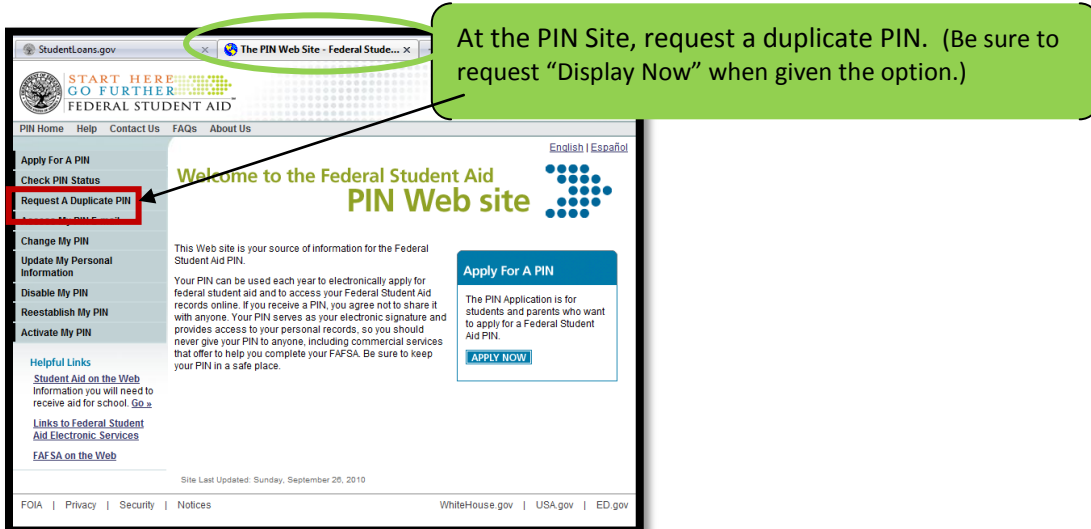 At the PIN Site, request a duplicate PIN. (Be sure to
request “Display Now” when given the option.)
StudentLoans.gov
The PIN Web Site - Federal Stude...
START HERE
GO FURTHER
FEDERAL STUDENT AID
PIN Home Help Contact Us FAQs About Us
English | Español
Apply For A PIN
Check PIN Status
Request A Duplicate PIN
Access My PIN E-mail
Change My PIN
Update My Personal
Information
Disable My PIN
Reestablish My PIN
Activate My PIN
Helpful Links
Student Aid on the Web
Information you will need to
receive aid for school. Go »
Links to Federal Student
Aid Electronic Services
FAFSA on the Web
Welcome to the Federal Student Aid
PIN Web site
This Web site is your source of information for the Federal
Student Aid PIN.
Your PIN can be used each year to electronically apply for
federal student aid and to access your Federal Student Aid
records online. If you receive a PIN, you agree not to share it
with anyone. Your PIN serves as your electronic signature and
provides access to your personal records, so you should
never give your PIN to anyone, including commercial services
that offer to help you complete your FAFSA. Be sure to keep
your PIN in a safe place.
Apply For A PIN
The PIN Application is for
students and parents who want
to apply for a Federal Student
Aid PIN.
APPLY NOW
Site Last Updated: Sunday, September 26, 2010
FOIA | Privacy | Security | Notices
WhiteHouse.gov | USA.gov | ED.gov